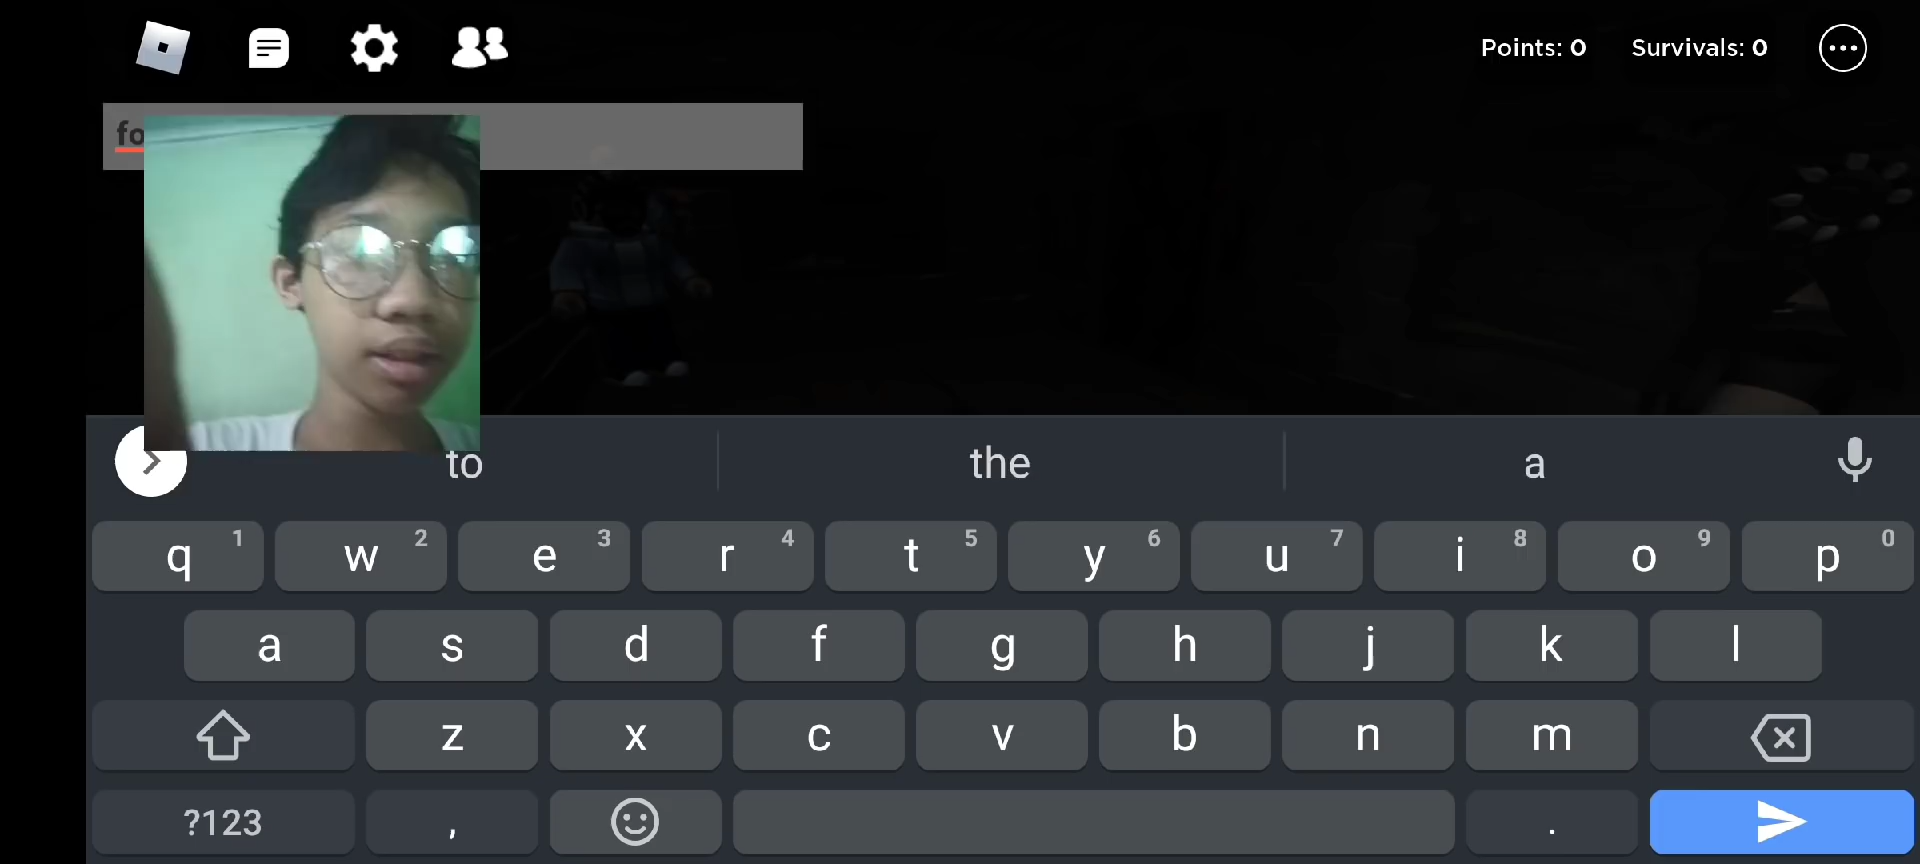 Points: 0 Survivals: 0
fo
to the a
q 1 w 2 e 3 r 4 t 5 y 6 u 7 i 8 o 9 p 0
a s d f g h j k l
z x c v b n m
?123 , .